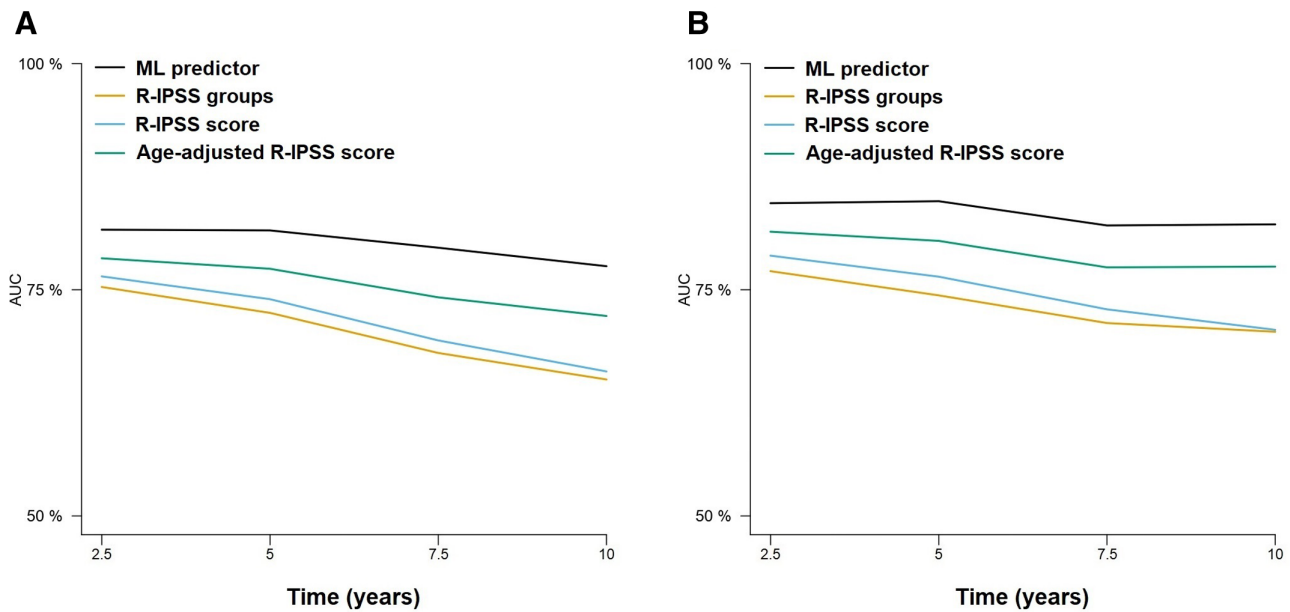 A
100 %
75 %
50 %
AUC
ML predictor
R-IPSS groups
R-IPSS score
Age-adjusted R-IPSS score
2.5 5 7.5 10
Time (years)
B
100 %
75 %
50 %
AUC
ML predictor
R-IPSS groups
R-IPSS score
Age-adjusted R-IPSS score
2.5 5 7.5 10
Time (years)